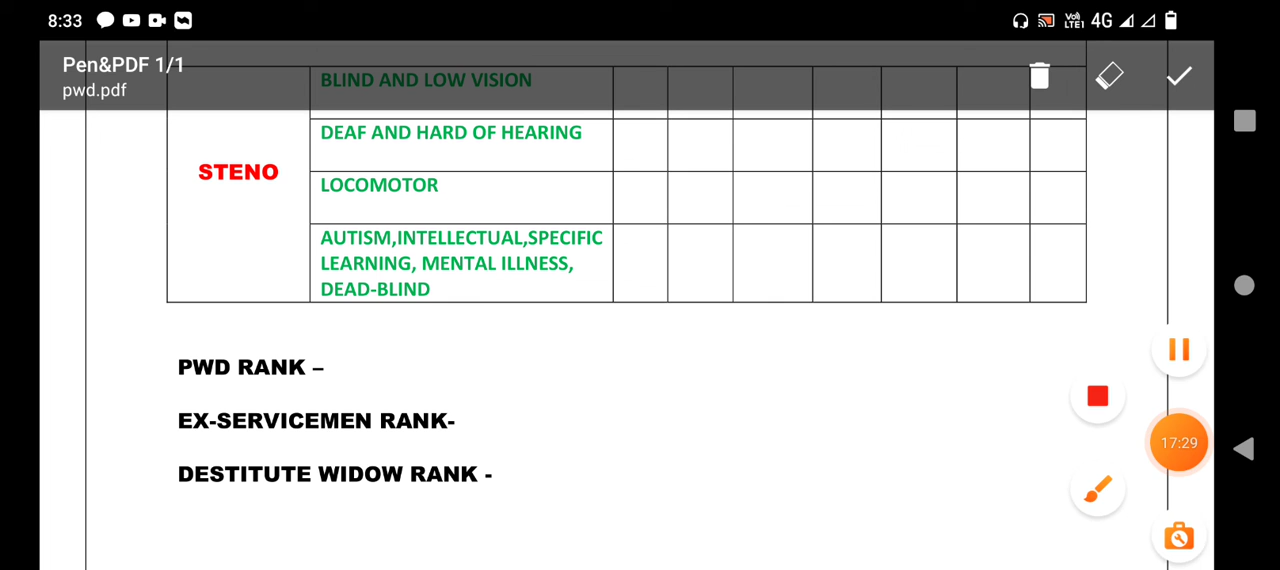 8:33
Vo) LTE1 4G
Pen&PDF 1/1
pwd.pdf
BLIND AND LOW VISION
DEAF AND HARD OF HEARING
STENO
LOCOMOTOR
AUTISM,INTELLECTUAL,SPECIFIC
LEARNING, MENTAL ILLNESS,
DEAD-BLIND
PWD RANK –
EX-SERVICEMEN RANK-
DESTITUTE WIDOW RANK -
17:29